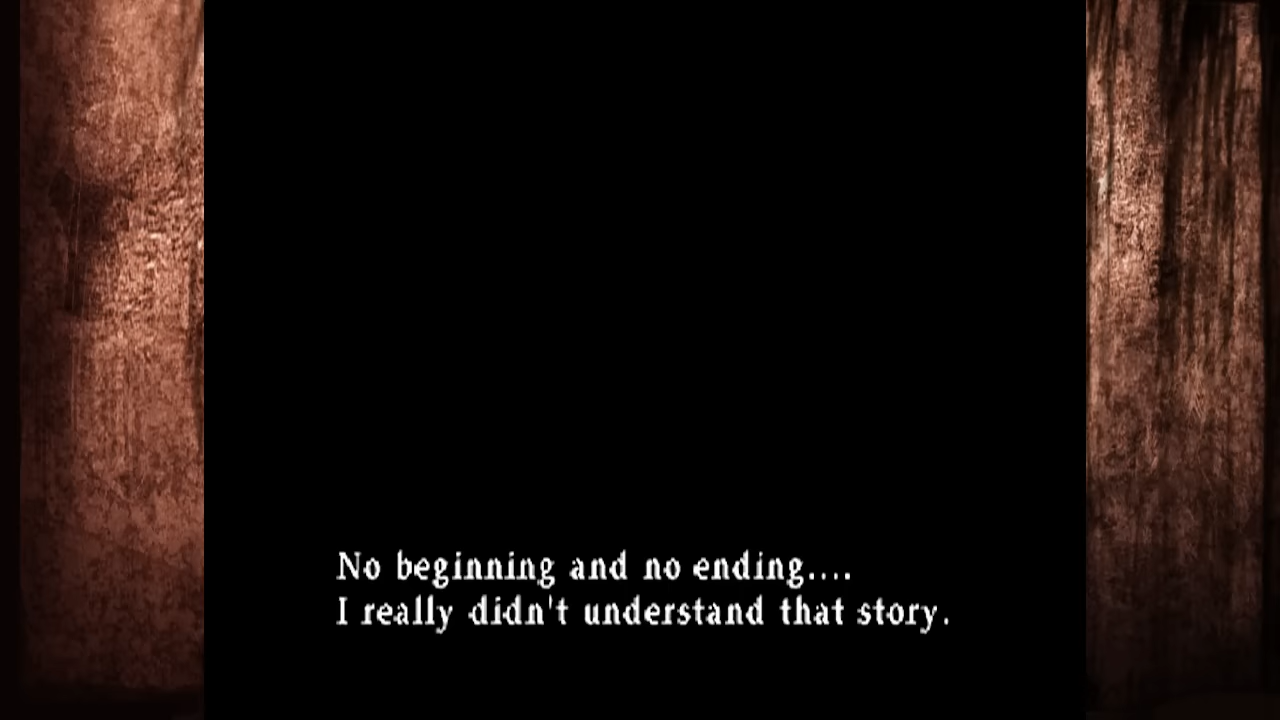 No beginning and no ending....
I really didn't understand that story.